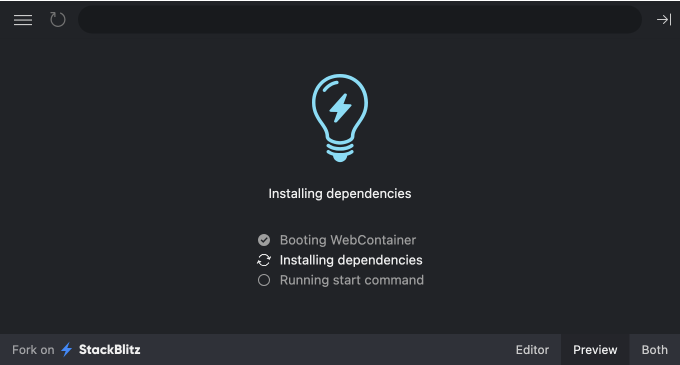 Installing dependencies
Booting WebContainer
Installing dependencies
Running start command
Fork on StackBlitz Editor Preview Both